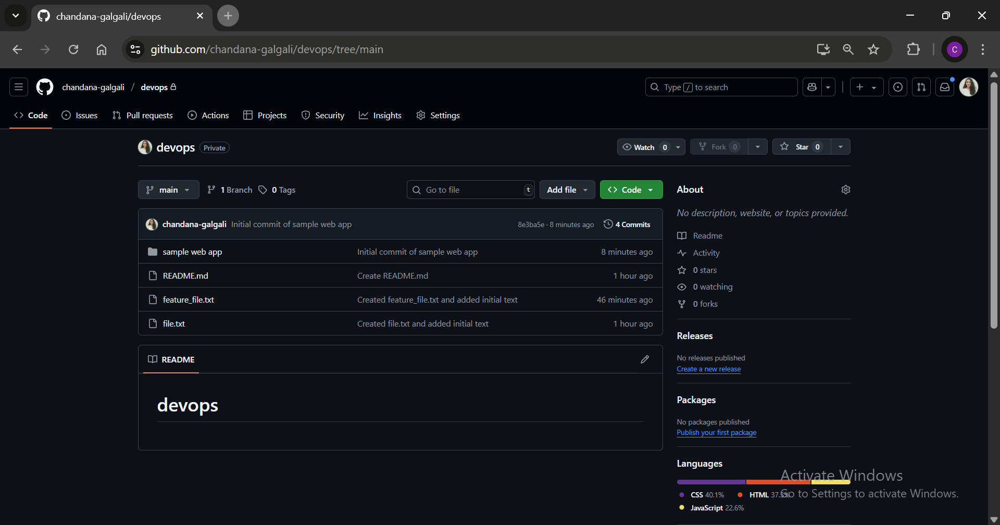 chandana-galgali/devops
github.com/chandana-galgali/devops/tree/main
C
chandana-galgali / devops
Type / to search
Code
Issues
Pull requests
Actions
Projects
Security
Insights
Settings
devops Private
Watch 0
Fork 0
Star 0
main
1 Branch
0 Tags
Go to file
t
Add file
Code
chandana-galgali Initial commit of sample web app
8e3ba5e · 8 minutes ago
4 Commits
sample web app Initial commit of sample web app 8 minutes ago
README.md Create README.md 1 hour ago
feature_file.txt Created feature_file.txt and added initial text 46 minutes ago
file.txt Created file.txt and added initial text 1 hour ago
README
devops
About
No description, website, or topics provided.
Readme
Activity
0 stars
0 watching
0 forks
Releases
No releases published
Create a new release
Packages
No packages published
Publish your first package
Languages
CSS 40.1% HTML 37.3%
JavaScript 22.6%
Activate Windows
Go to Settings to activate Windows.